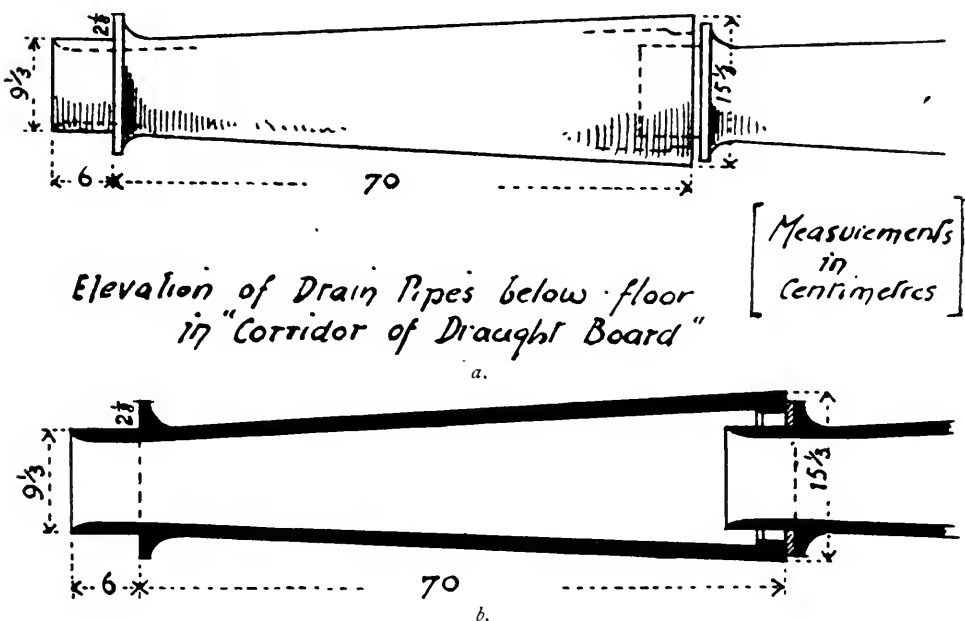 2⅛
9⅓
15⅓
6
70
[Measurements
in
Centimetres]
Elevation of Drain Pipes below floor
in "Corridor of Draught Board"
a.
2⅛
9⅓
15⅓
6
70
b.